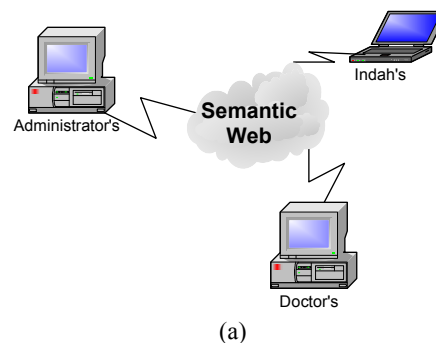 Indah's
Semantic
Web
Administrator's
Doctor's
(a)